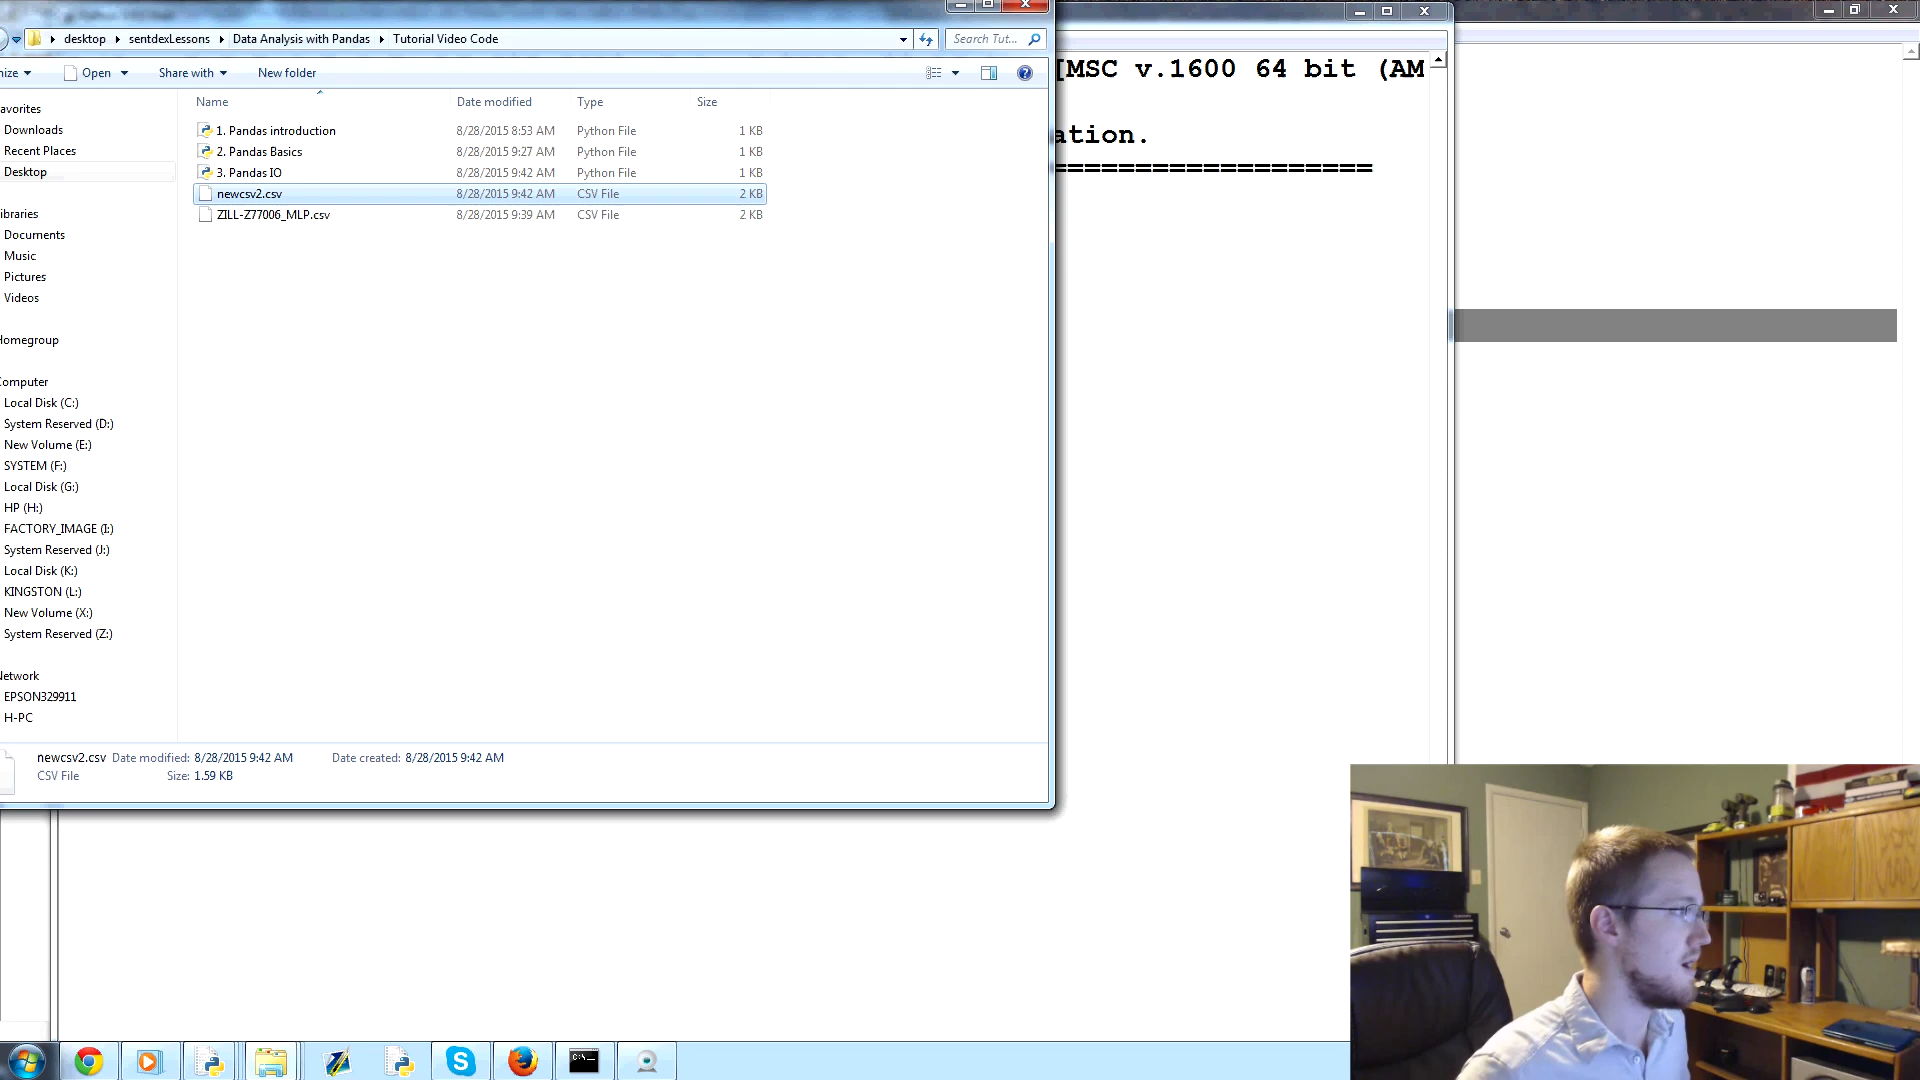 desktop sentdexLessons Data Analysis with Pandas Tutorial Video Code Search Tut...
Open Share with New folder
Name Date modified Type Size
1. Pandas introduction 8/28/2015 8:53 AM Python File 1 KB
2. Pandas Basics 8/28/2015 9:27 AM Python File 1 KB
3. Pandas IO 8/28/2015 9:42 AM Python File 1 KB
newcsv2.csv 8/28/2015 9:42 AM CSV File 2 KB
ZILL-Z77006_MLP.csv 8/28/2015 9:39 AM CSV File 2 KB
avorites
Downloads
Recent Places
Desktop
ibraries
Documents
Music
Pictures
Videos
Homegroup
Computer
Local Disk (C:)
System Reserved (D:)
New Volume (E:)
SYSTEM (F:)
Local Disk (G:)
HP (H:)
FACTORY_IMAGE (I:)
System Reserved (J:)
Local Disk (K:)
KINGSTON (L:)
New Volume (X:)
System Reserved (Z:)
Network
EPSON329911
H-PC
newcsv2.csv Date modified: 8/28/2015 9:42 AM Date created: 8/28/2015 9:42 AM
CSV File Size: 1.59 KB
[MSC v.1600 64 bit (AM
ation.
===================